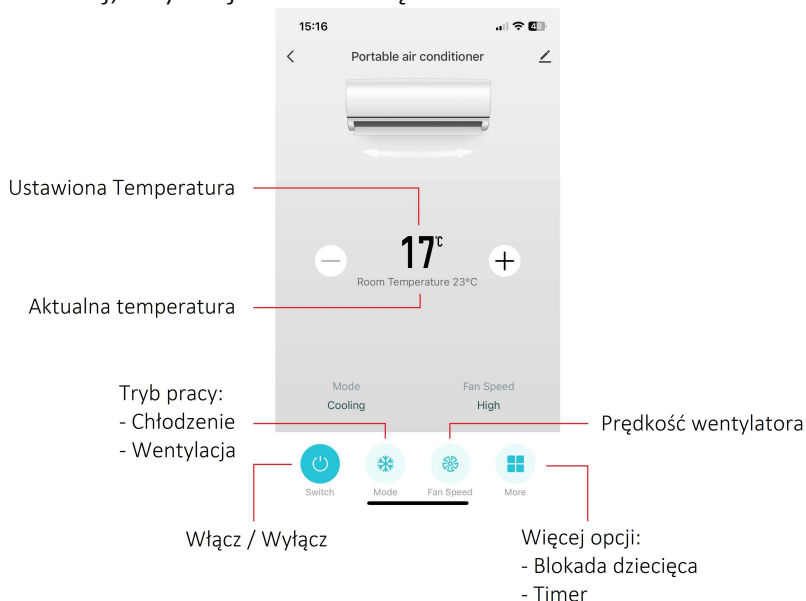 15:16
48
Portable air conditioner
Ustawiona Temperatura
17°C
Room Temperature 23°C
Aktualna temperatura
Mode
Fan Speed
Cooling
High
Tryb pracy:
- Chłodzenie
- Wentylacja
Prędkość wentylatora
Switch
Mode
Fan Speed
More
Włącz / Wyłącz
Więcej opcji:
- Blokada dziecięca
- Timer